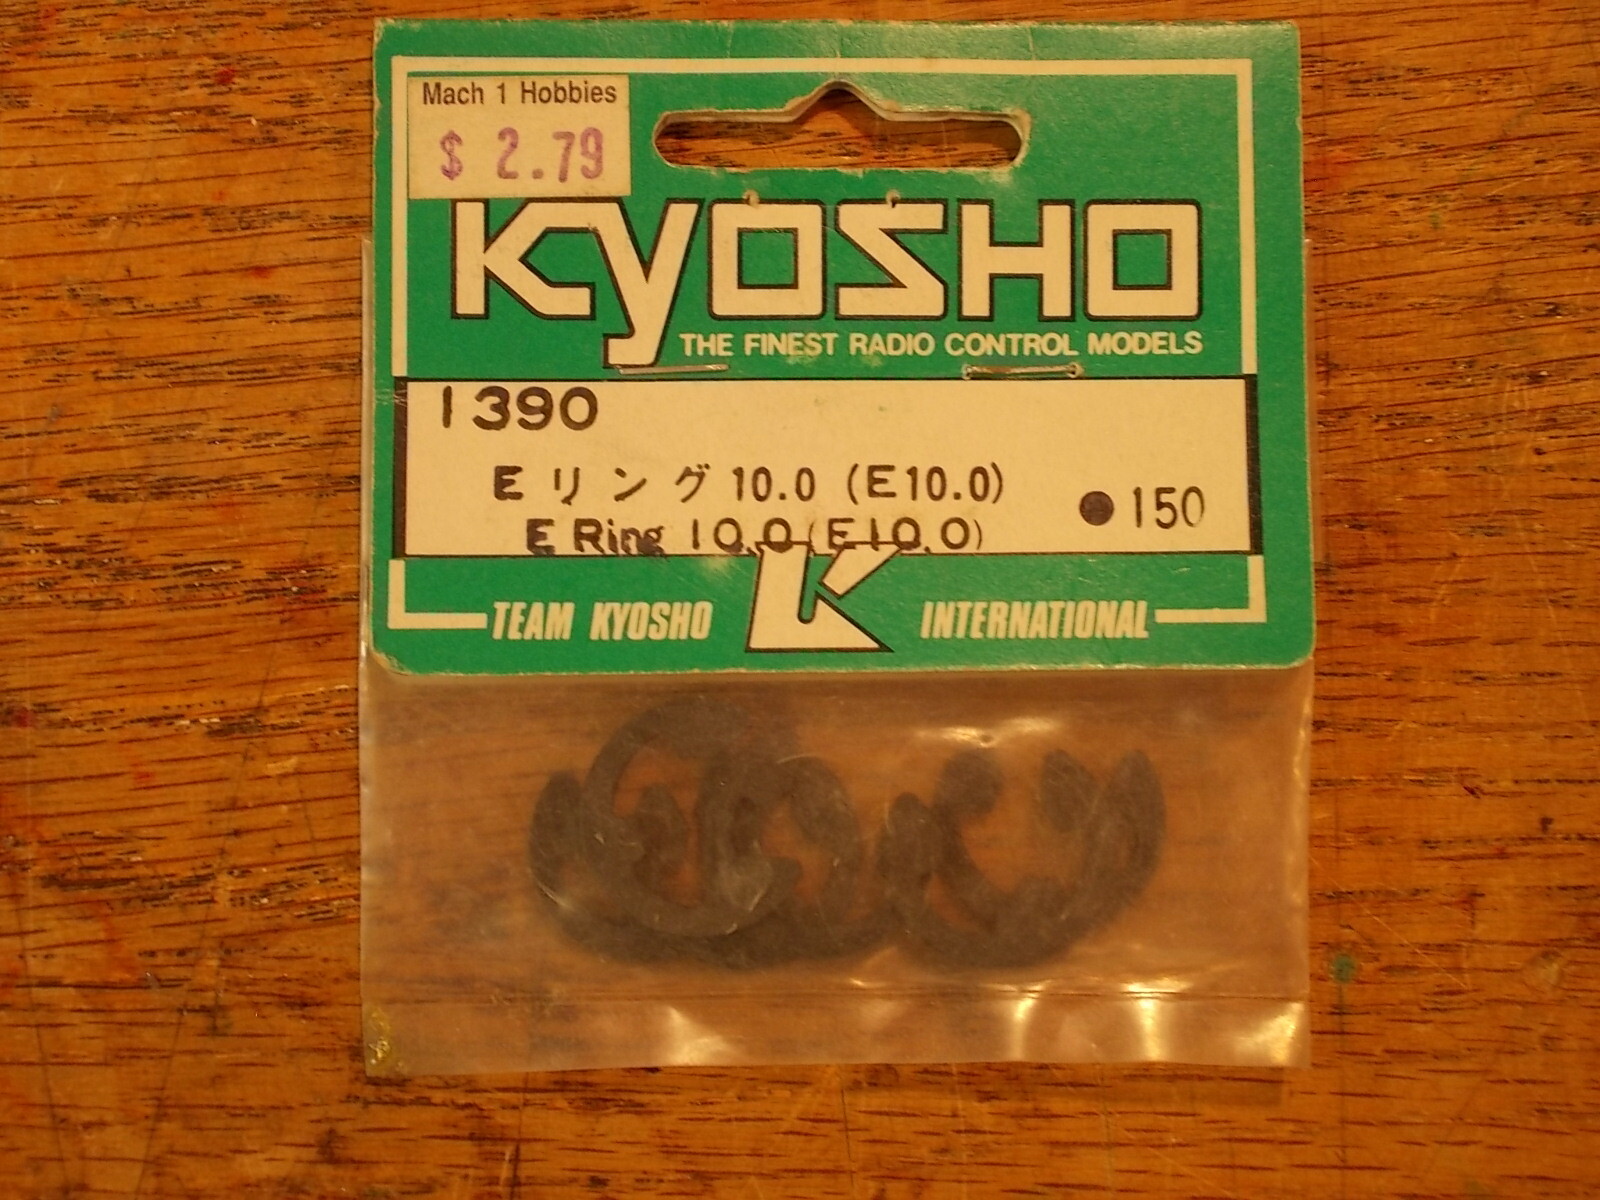 Mach 1 Hobbies
$ 2.79
KYOSHO
THE FINEST RADIO CONTROL MODELS
1390
E リング 10.0 (E10.0)
E Ring 10.0 (E10.0)
●150
TEAM KYOSHO K INTERNATIONAL